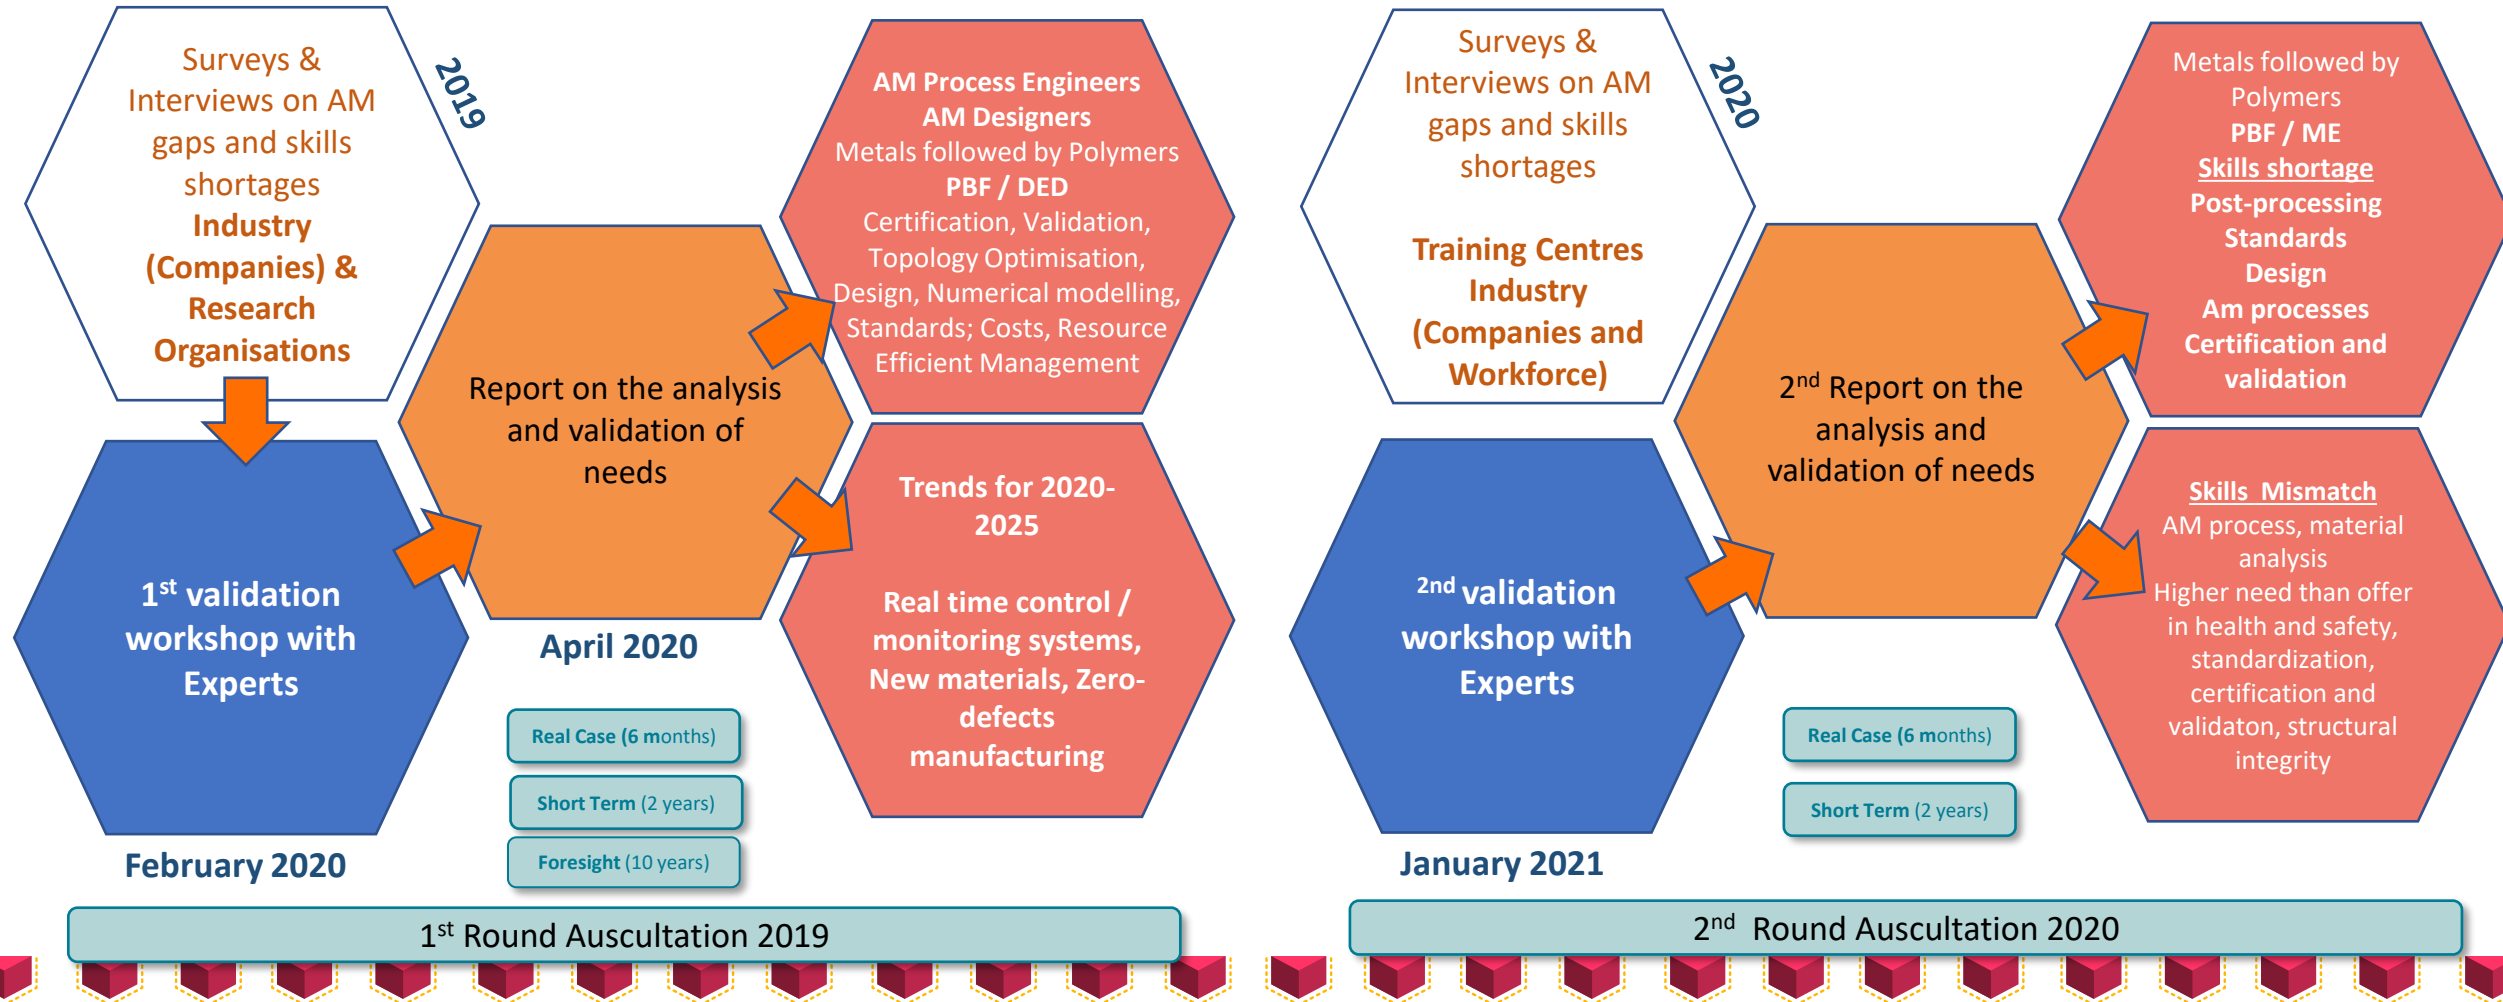 Surveys &
Interviews on AM
gaps and skills
shortages
Industry
(Companies) &
Research
Organisations
2019
1st validation
workshop with
Experts
February 2020
Report on the analysis
and validation of
needs
April 2020
Real Case (6 months)
Short Term (2 years)
Foresight (10 years)
AM Process Engineers
AM Designers
Metals followed by Polymers
PBF / DED
Certification, Validation,
Topology Optimisation,
Design, Numerical modelling,
Standards; Costs, Resource
Efficient Management
Trends for 2020-
2025
Real time control /
monitoring systems,
New materials, Zero-
defects
manufacturing
1st Round Auscultation 2019
Surveys &
Interviews on AM
gaps and skills
shortages
Training Centres
Industry
(Companies and
Workforce)
2020
2nd validation
workshop with
Experts
January 2021
2nd Report on the
analysis and
validation of needs
Real Case (6 months)
Short Term (2 years)
Metals followed by
Polymers
PBF / ME
Skills shortage
Post-processing
Standards
Design
Am processes
Certification and
validation
Skills Mismatch
AM process, material
analysis
Higher need than offer
in health and safety,
standardization,
certification and
validaton, structural
integrity
2nd Round Auscultation 2020